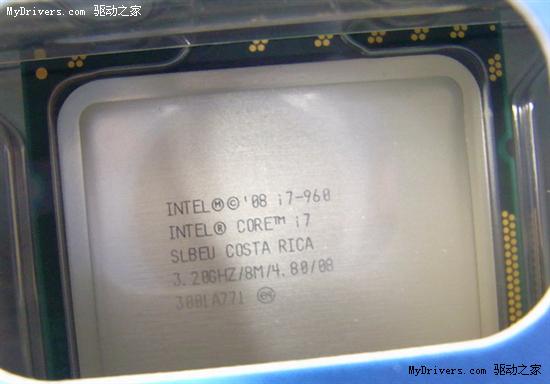 MyDrivers.com 驱动之家
INTEL Ⓜ © '08 i7-960
INTEL® CORE™ i7
SLBEU COSTA RICA
3.20GHZ/8M/4.80/08
3001A771
MyDrivers.com 驱动之家